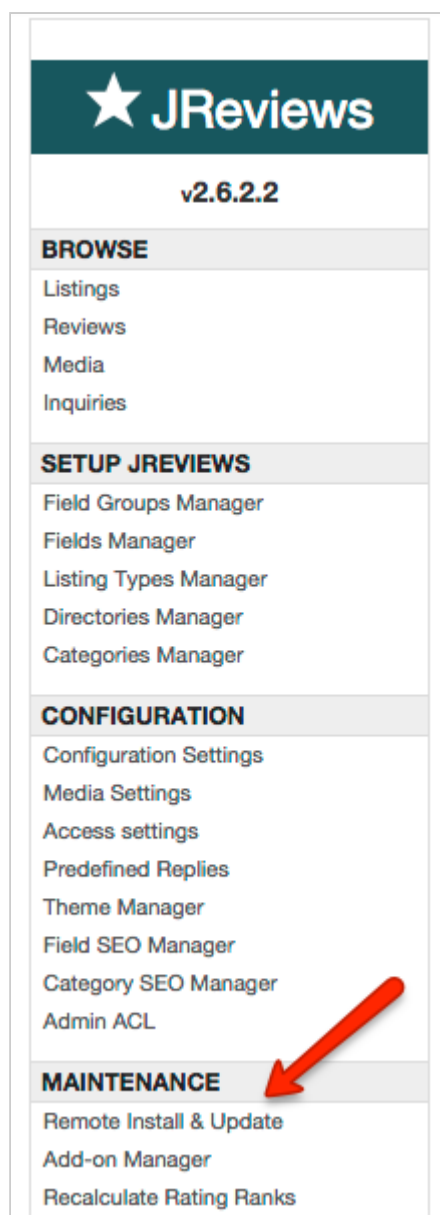 JReviews
v2.6.2.2
BROWSE
Listings
Reviews
Media
Inquiries
SETUP JREVIEWS
Field Groups Manager
Fields Manager
Listing Types Manager
Directories Manager
Categories Manager
CONFIGURATION
Configuration Settings
Media Settings
Access settings
Predefined Replies
Theme Manager
Field SEO Manager
Category SEO Manager
Admin ACL
MAINTENANCE
Remote Install & Update
Add-on Manager
Recalculate Rating Ranks